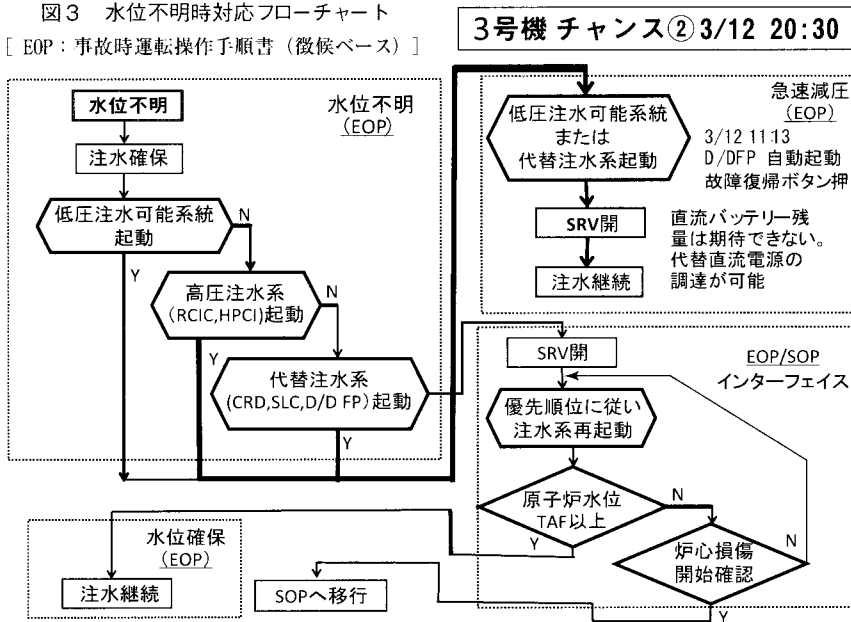 図3 水位不明時対応フローチャート
[ EOP：事故時運転操作手順書（徴候ベース）]
3号機 チャンス② 3/12 20:30
水位不明
水位不明
(EOP)
注水確保
低圧注水可能系統
起動
N
Y
高圧注水系
(RCIC,HPCI)起動
N
Y
代替注水系
(CRD,SLC,D/D FP）起動
Y
低圧注水可能系統
または
代替注水系起動
急速減圧
(EOP)
3/12 11:13
D/DFP 自動起動
故障復帰ボタン押
SRV開
直流バッテリー残
量は期待できない。
代替直流電源の
調達が可能
注水継続
SRV開
EOP/SOP
インターフェイス
優先順位に従い
注水系再起動
原子炉水位
TAF以上
N
Y
炉心損傷
開始確認
N
Y
水位確保
(EOP)
注水継続
SOPへ移行